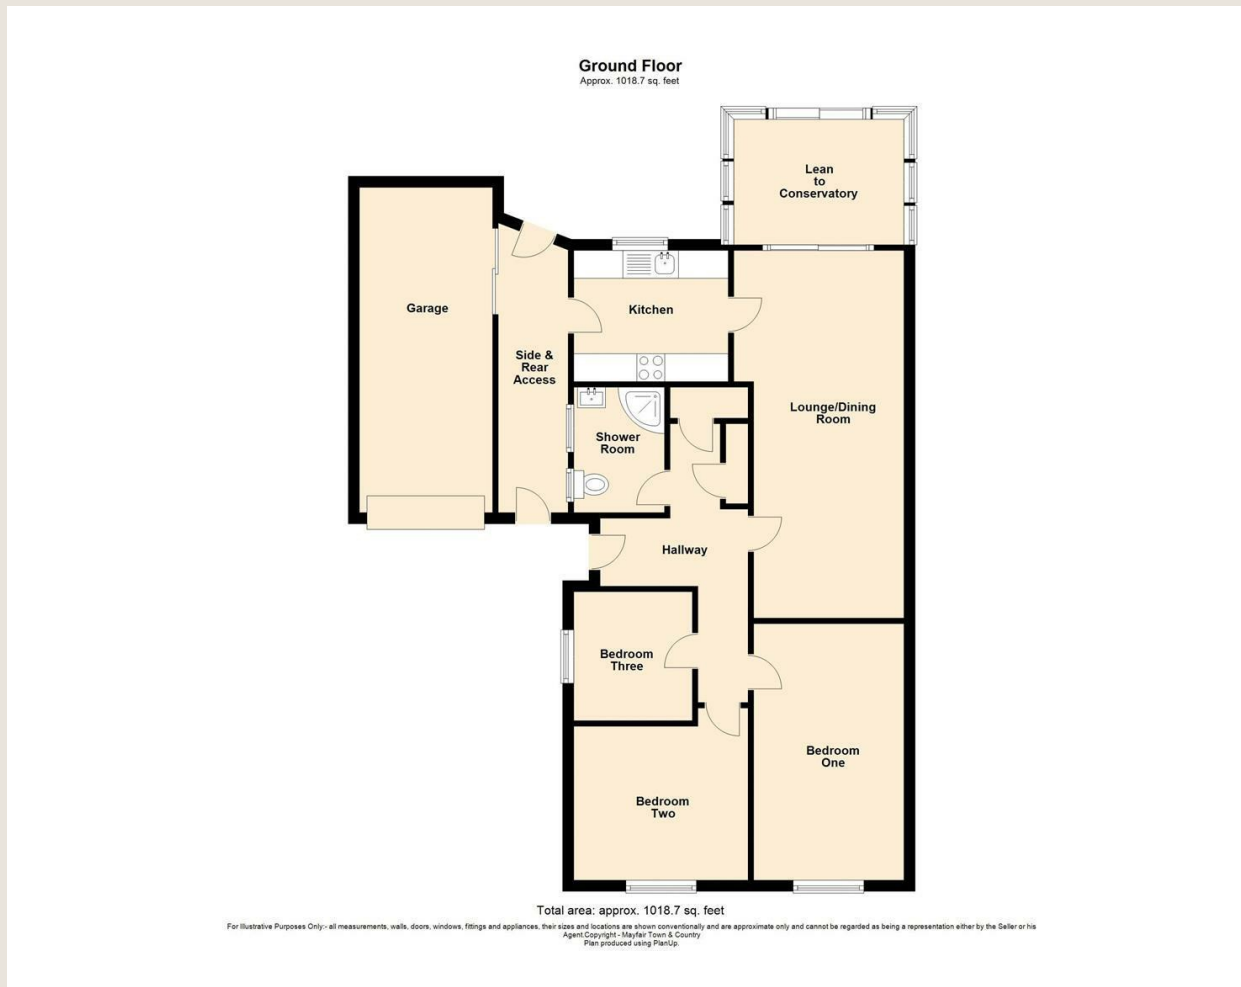 Ground Floor
Approx. 1018.7 sq. feet
Lean
to
Conservatory
Garage
Kitchen
Side &
Rear
Access
Lounge/Dining
Room
Shower
Room
Hallway
Bedroom
Three
Bedroom
One
Bedroom
Two
Total area: approx. 1018.7 sq. feet
For Illustrative Purposes Only:- all measurements, walls, doors, windows, fittings and appliances, their sizes and locations are shown conventionally and are approximate only and cannot be regarded as being a representation either by the Seller or his
Agent.Copyright - Mayfair Town & Country
Plan produced using PlanUp.